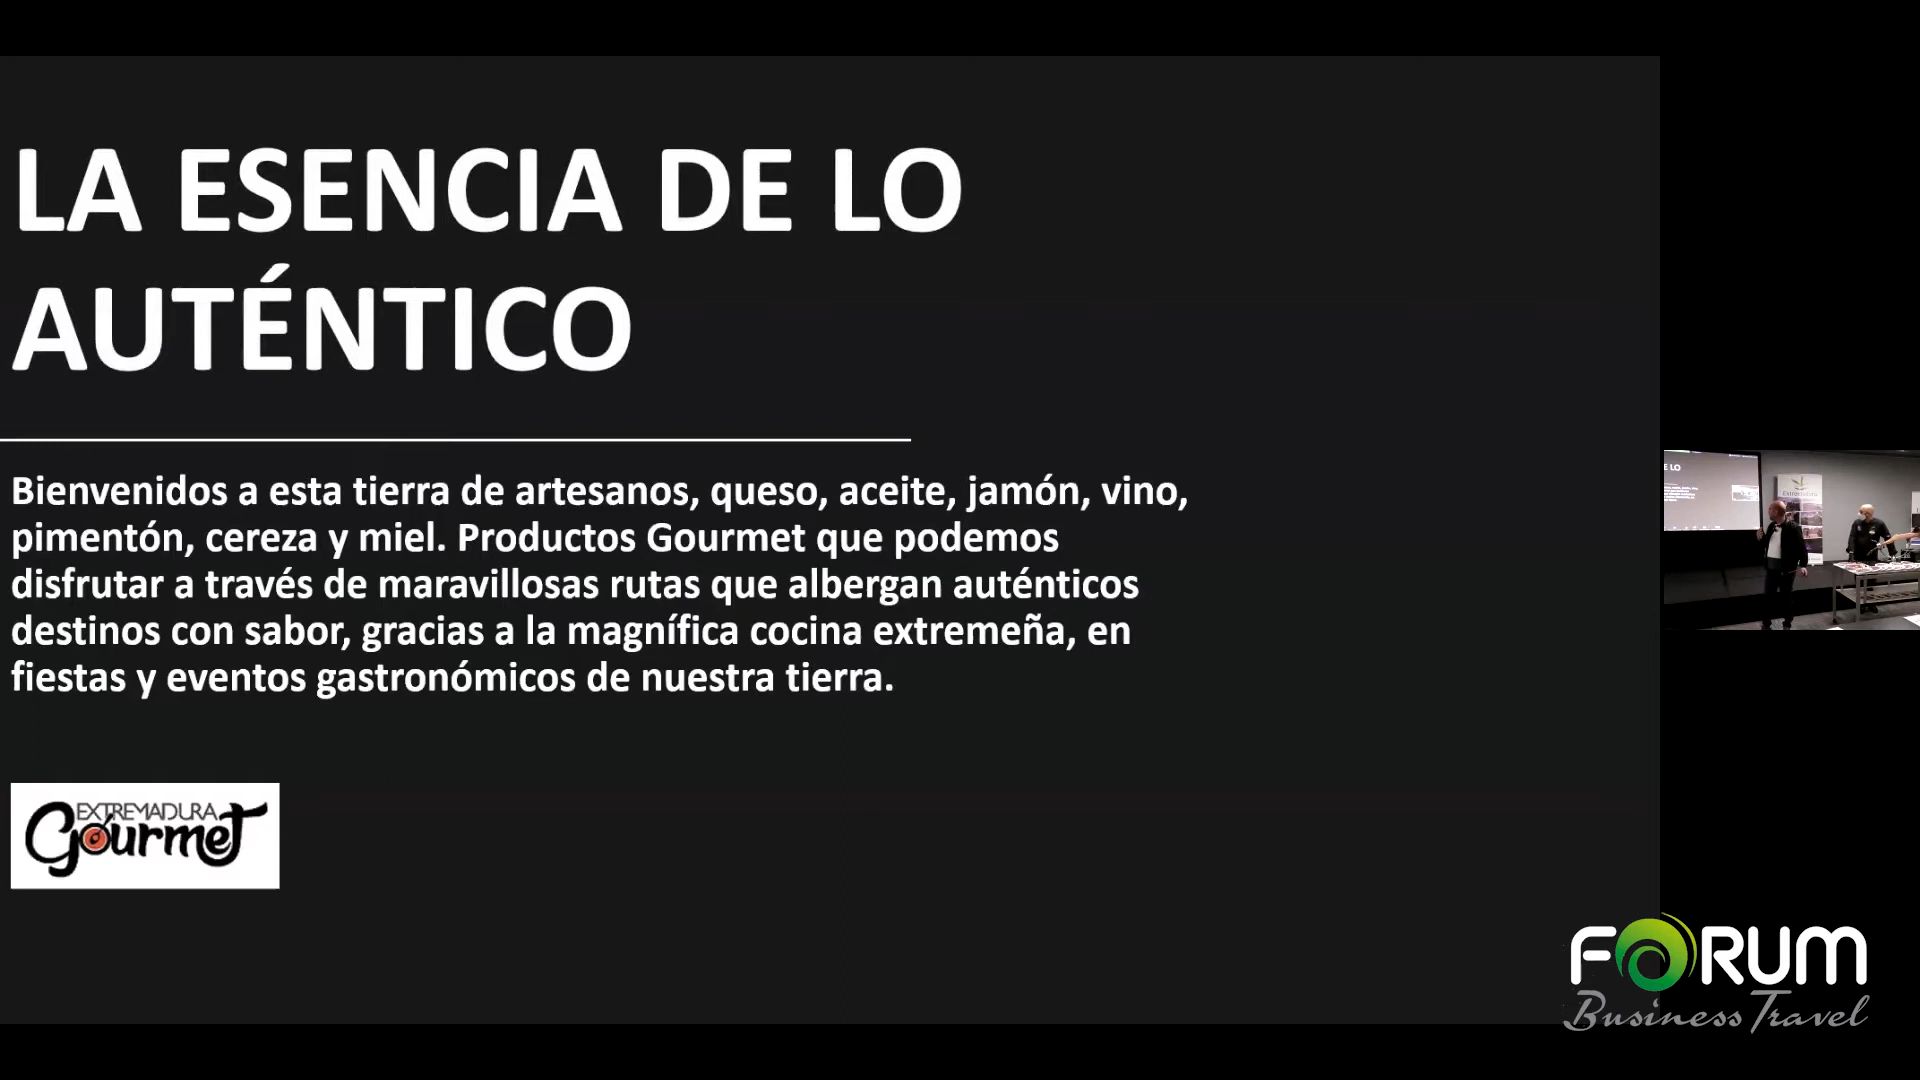 LA ESENCIA DE LO
AUTÉNTICO
Bienvenidos a esta tierra de artesanos, queso, aceite, jamón, vino,
pimentón, cereza y miel. Productos Gourmet que podemos
disfrutar a través de maravillosas rutas que albergan auténticos
destinos con sabor, gracias a la magnífica cocina extremeña, en
fiestas y eventos gastronómicos de nuestra tierra.
EXTREMADURA
Gourmet
E LO
Extremadura
FORUM
Business Travel